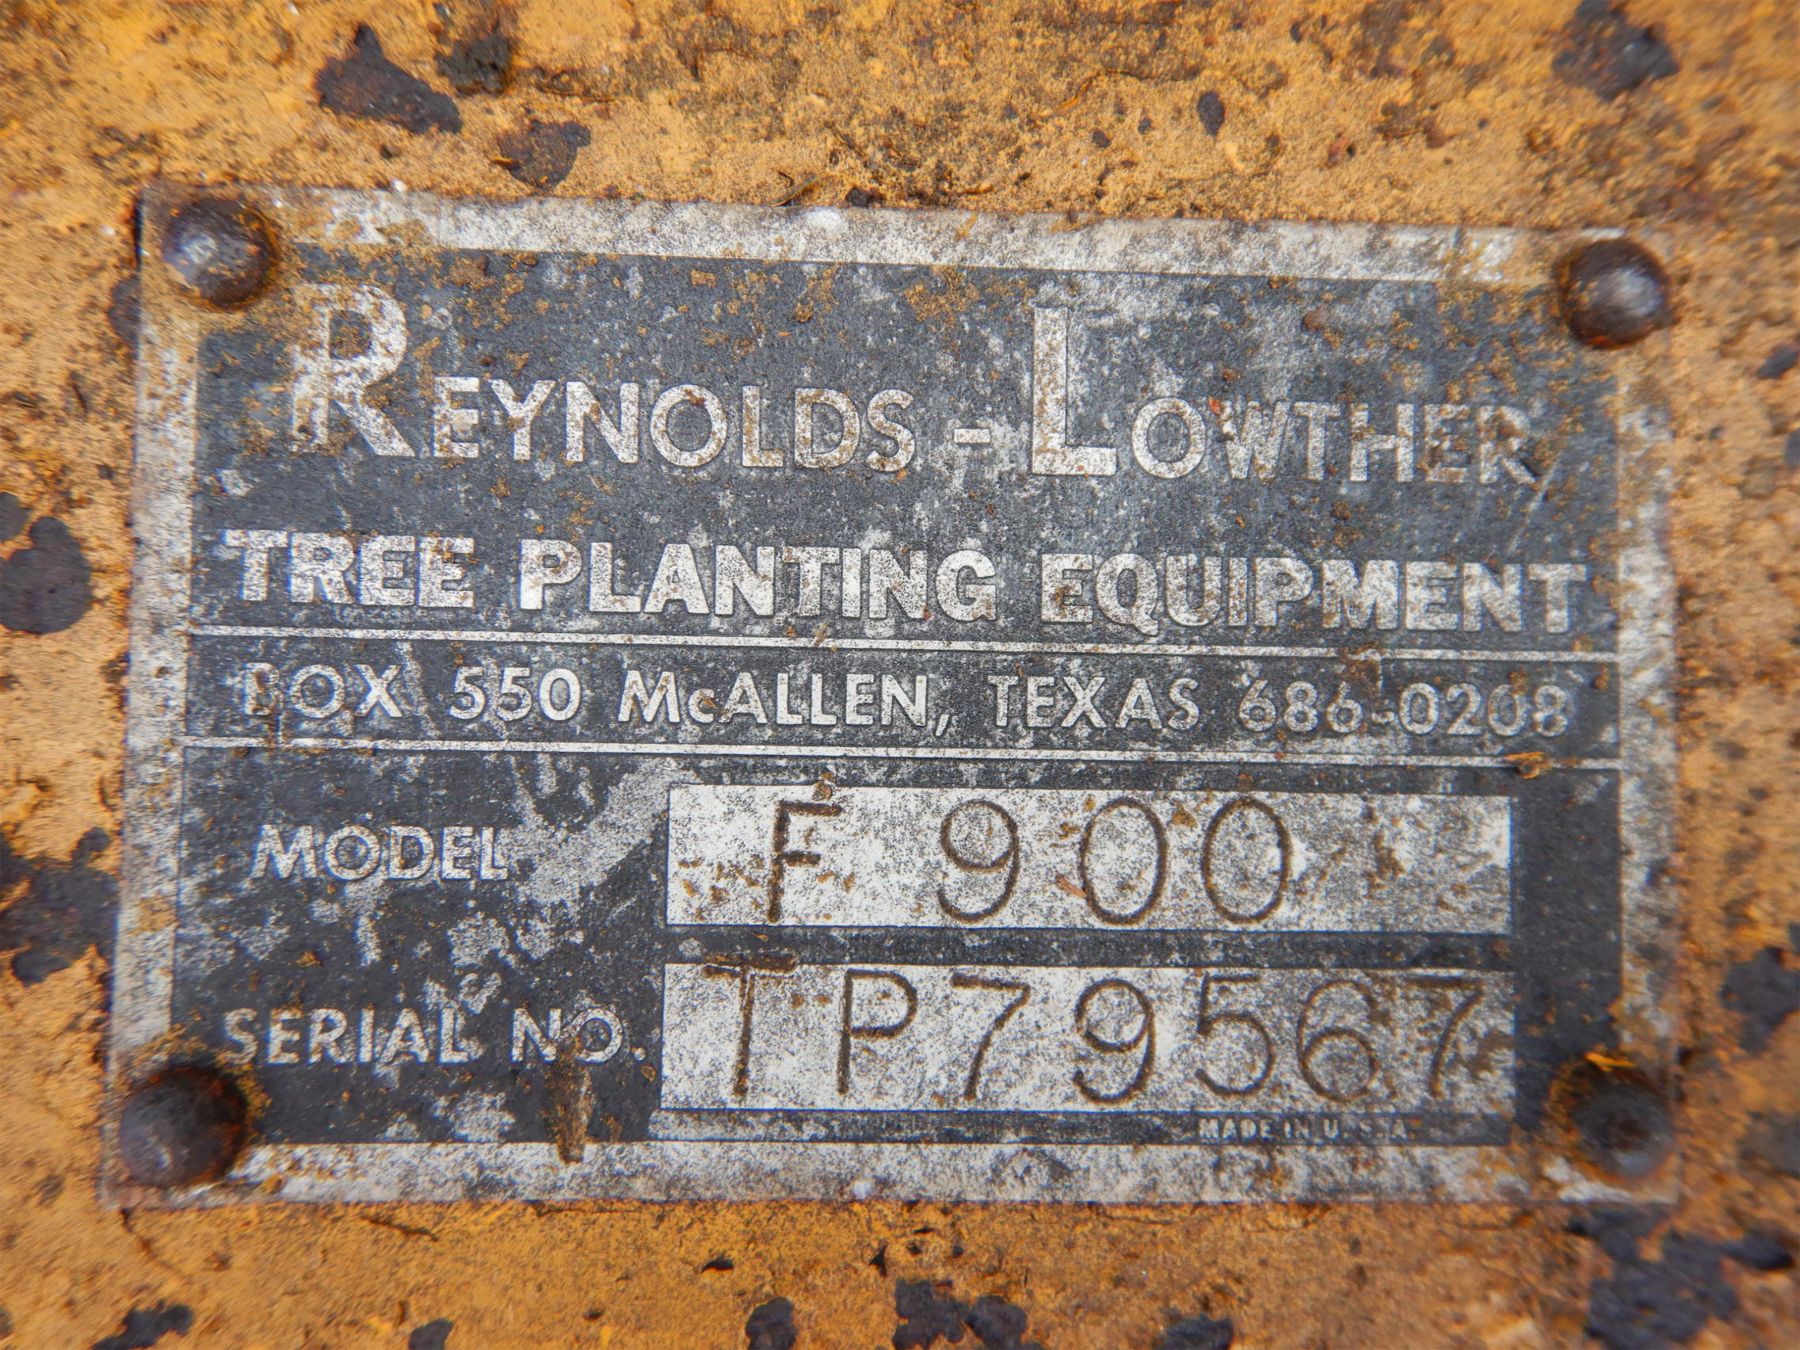 REYNOLDS - LOWTHER
TREE PLANTING EQUIPMENT
BOX 550 McALLEN, TEXAS 686-0208
MODEL F 900
SERIAL NO. TP79567
MADE IN U.S.A.